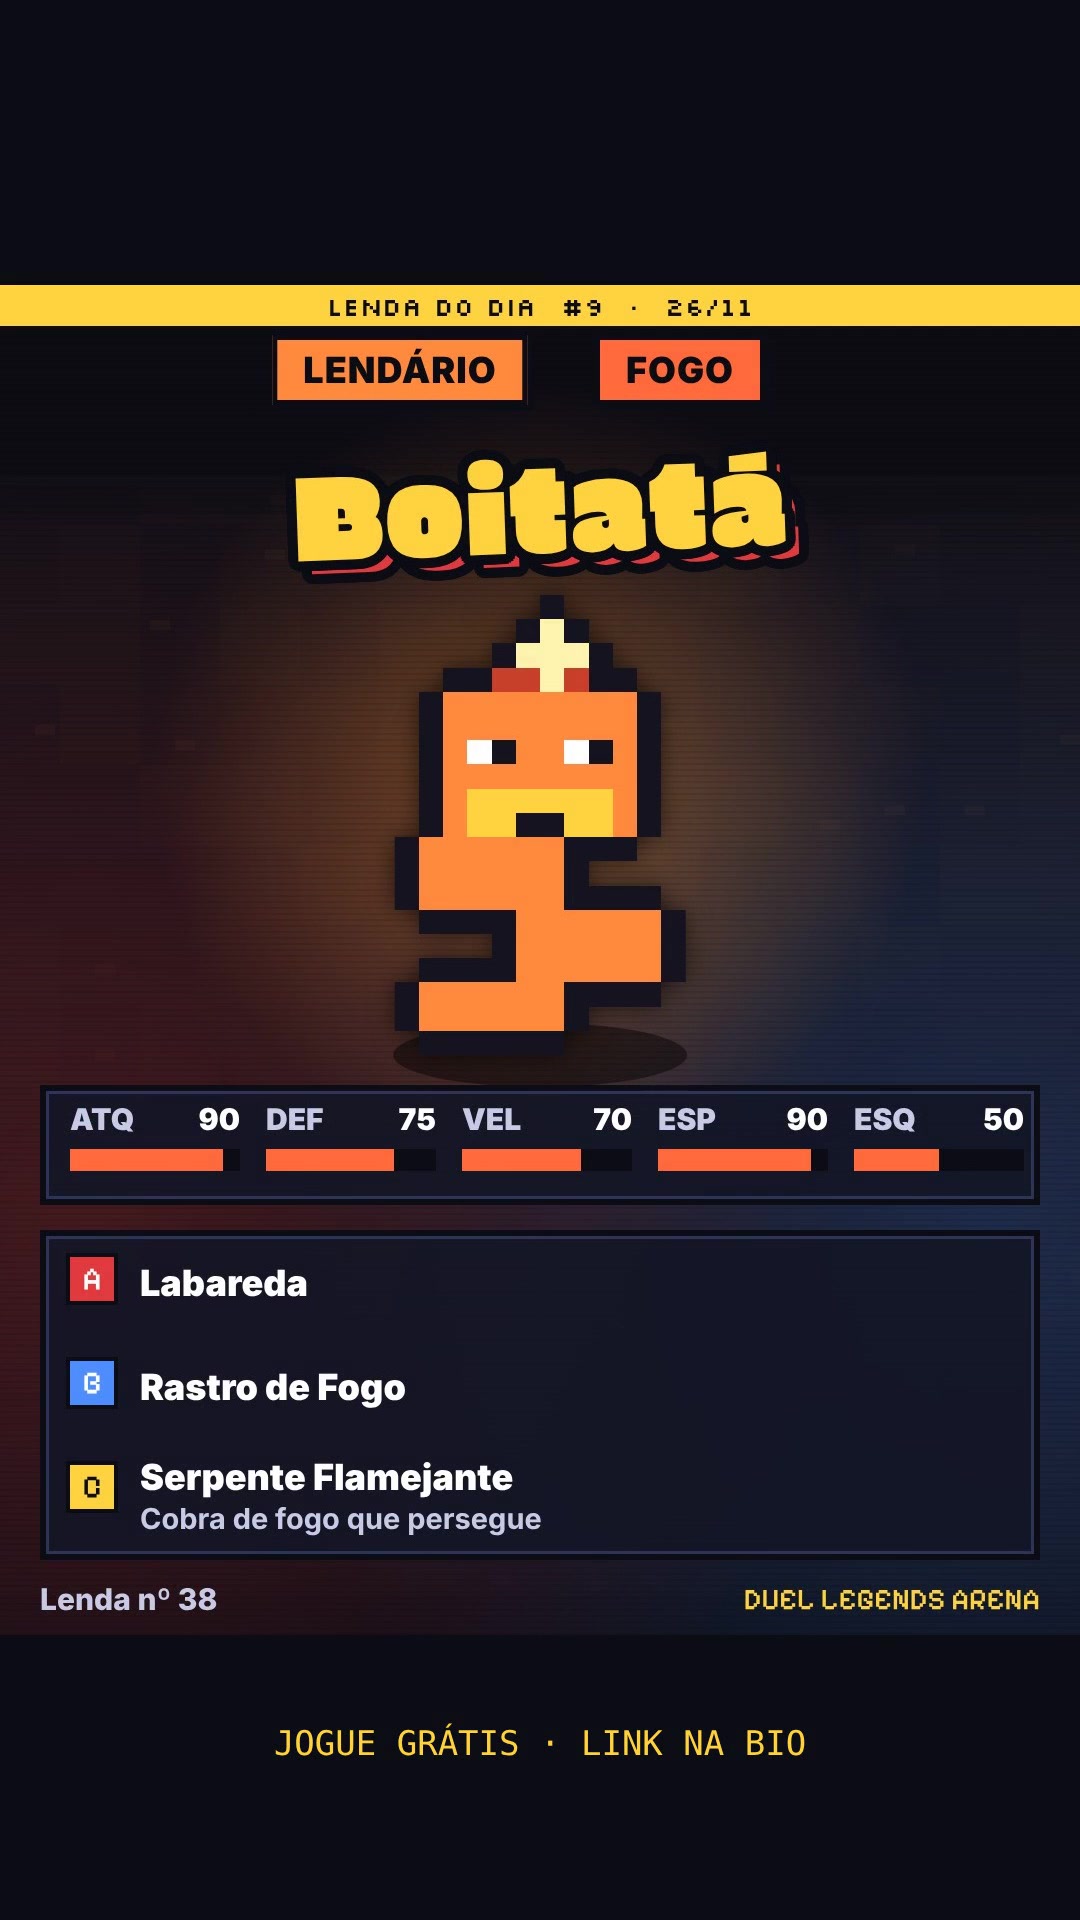 LENDA DO DIA #9 · 26/11
LENDÁRIO FOGO
Boitatá
ATQ 90 DEF 75 VEL 70 ESP 90 ESQ 50
A Labareda
B Rastro de Fogo
C Serpente Flamejante
Cobra de fogo que persegue
Lenda nº 38 DUEL LEGENDS ARENA
JOGUE GRÁTIS · LINK NA BIO